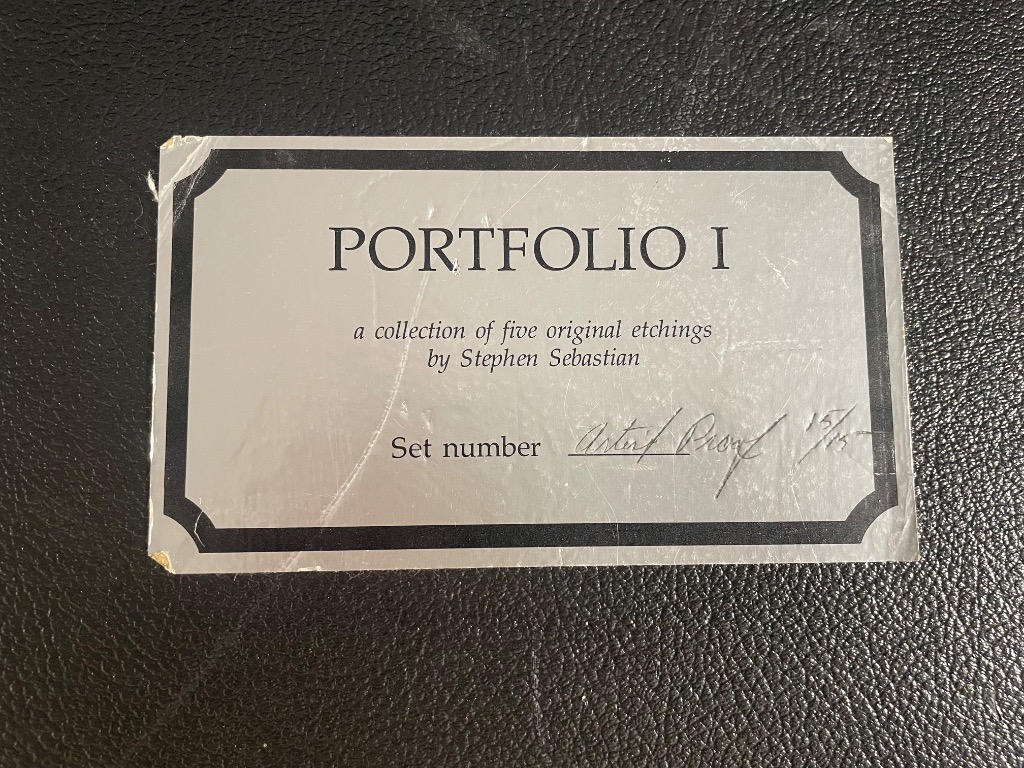 PORTFOLIO I
a collection of five original etchings
by Stephen Sebastian
Set number Artist Proof 15/15